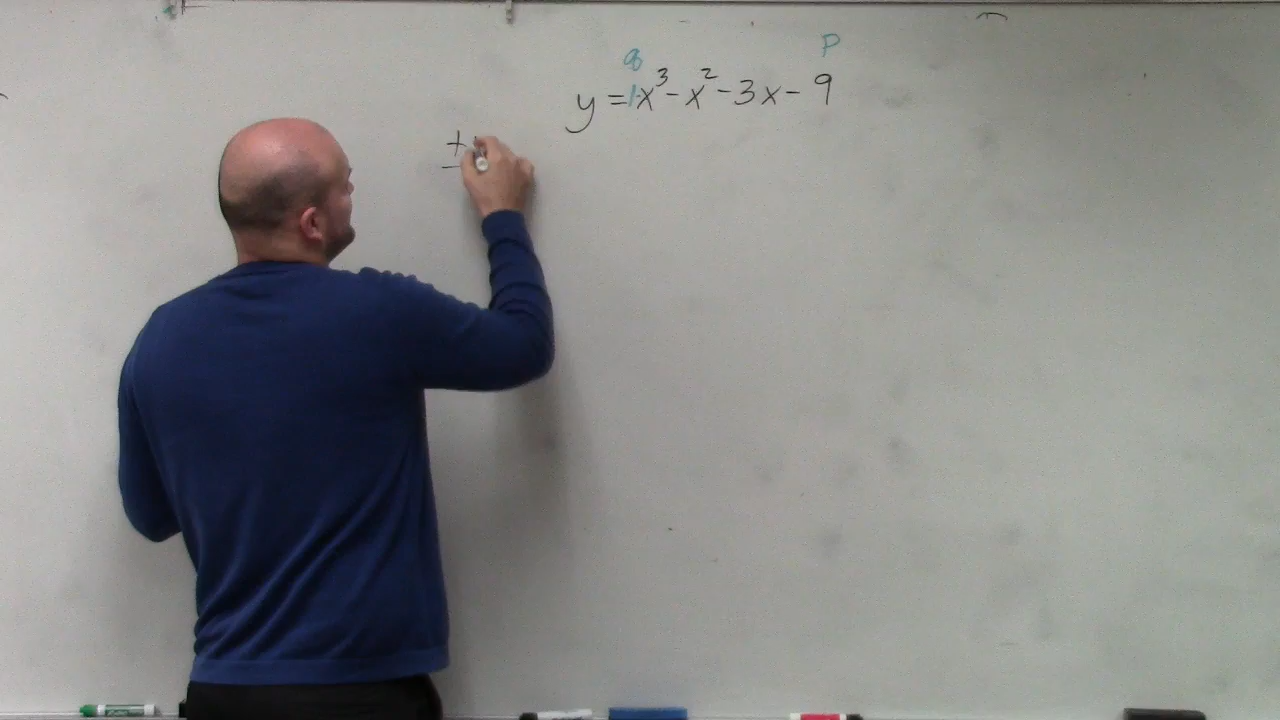 q p
y = 1x³ - x² - 3x - 9
±